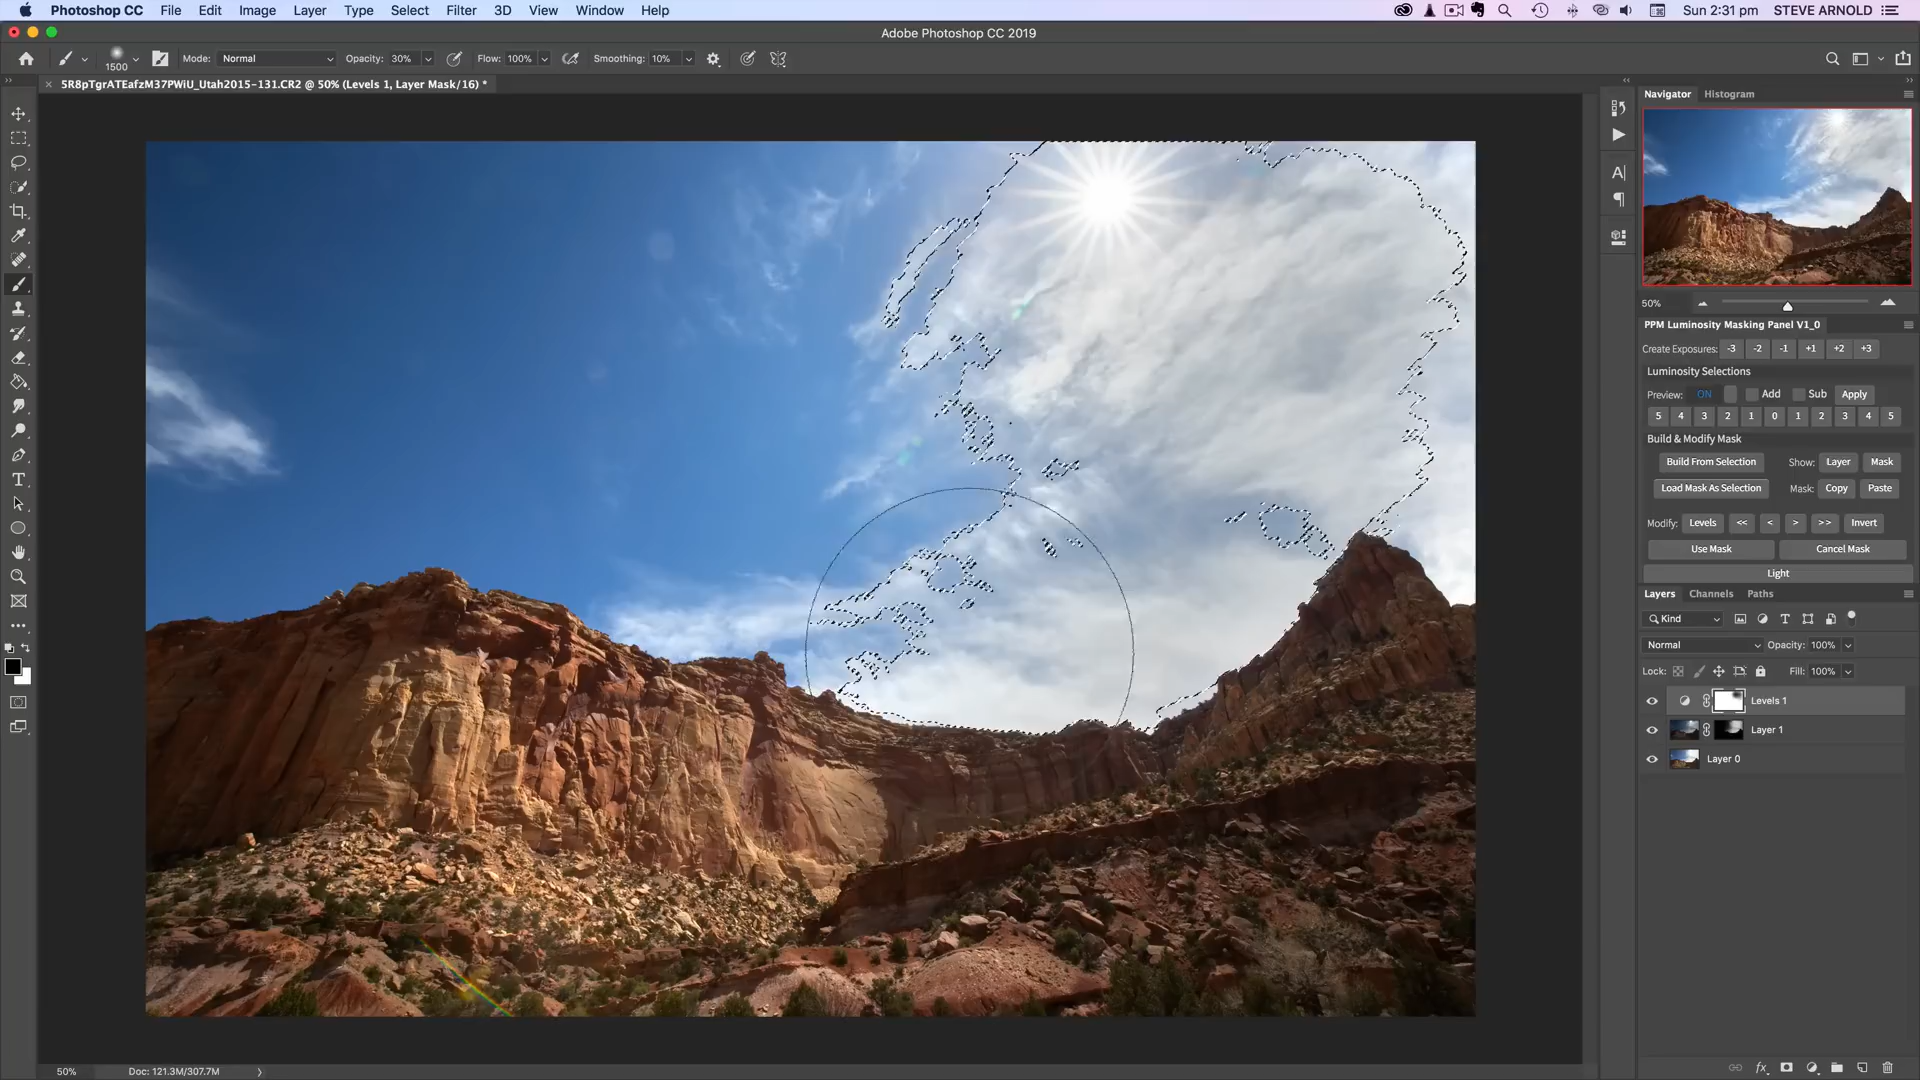 Photoshop CC File Edit Image Layer Type Select Filter 3D View Window Help Sun 2:31 pm STEVE ARNOLD
Adobe Photoshop CC 2019
1500 Mode: Normal Opacity: 30% Flow: 100% Smoothing: 10%
5R8pTgrATEafzM37PWiU_Utah2015-131.CR2 @ 50% (Levels 1, Layer Mask/16) *
Navigator Histogram
50%
PPM Luminosity Masking Panel V1_0
Create Exposures: -3 -2 -1 +1 +2 +3
Luminosity Selections
Preview: ON Add Sub Apply
5 4 3 2 1 0 1 2 3 4 5
Build & Modify Mask
Build From Selection Show: Layer Mask
Load Mask As Selection Mask: Copy Paste
Modify: Levels << < > >> Invert
Use Mask Cancel Mask
Light
Layers Channels Paths
Kind
Normal Opacity: 100%
Lock: Fill: 100%
Levels 1
Layer 1
Layer 0
50% Doc: 121.3M/307.7M